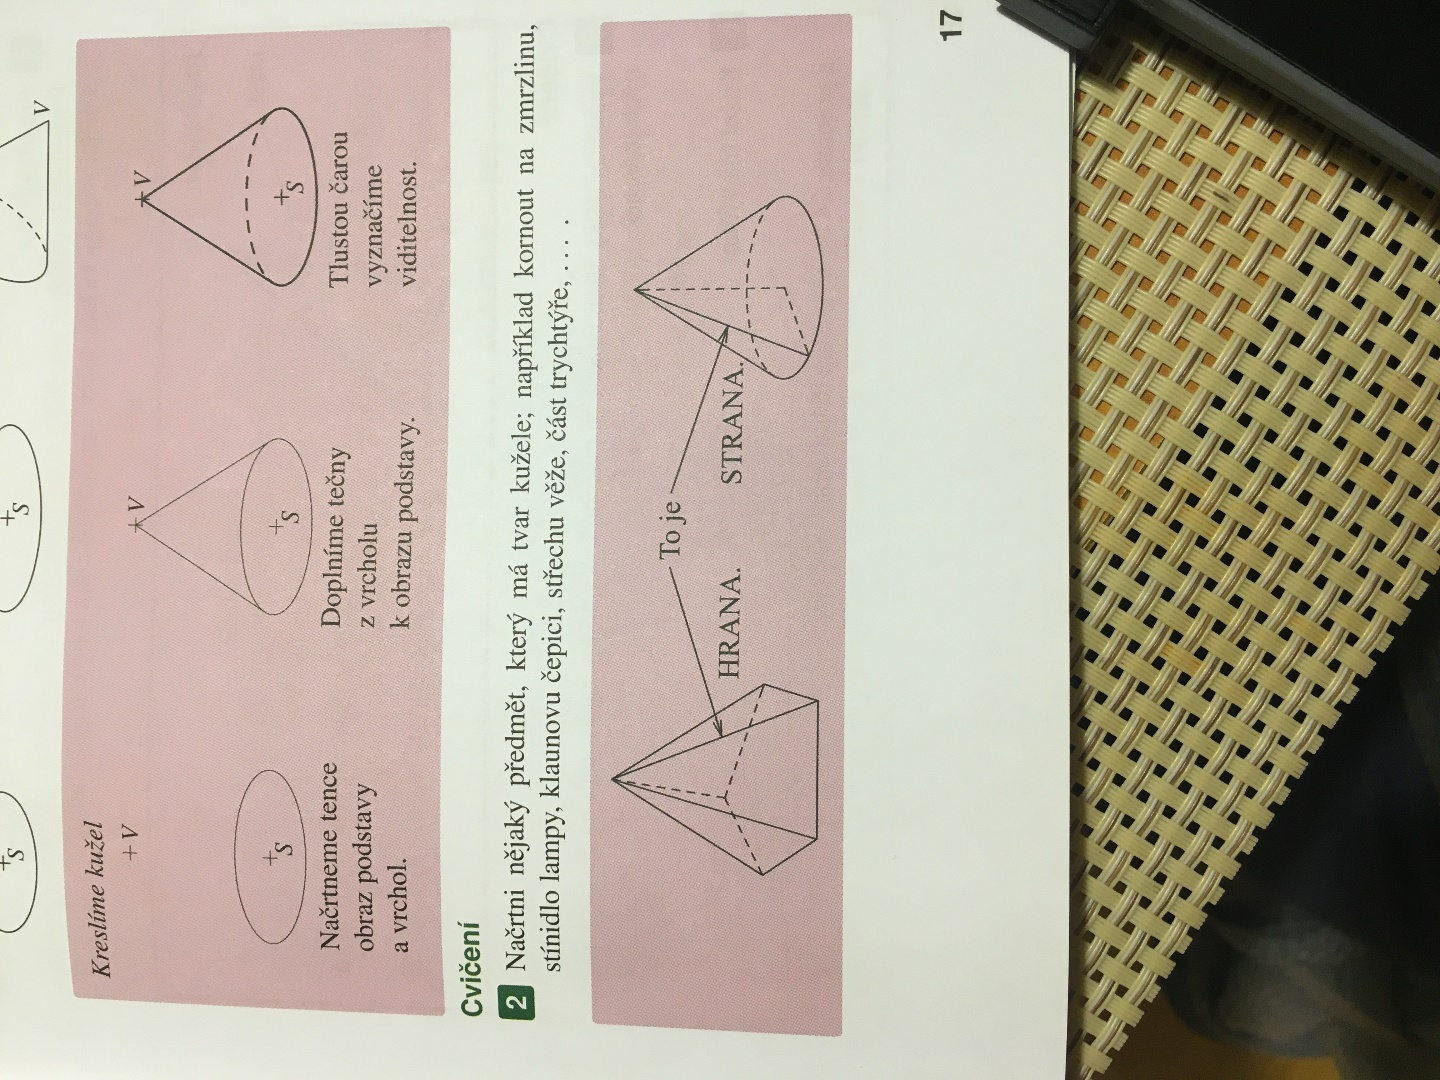 S
S
V
Kreslíme kužel
V
S
Načrtneme tence
obraz podstavy
a vrchol.
V
S
Doplníme tečny
z vrcholu
k obrazu podstavy.
V
S
Tlustou čarou
vyznačíme
viditelnost.
Cvičení
2 Načrtni nějaký předmět, který má tvar kužele; například kornout na zmrzlinu,
stínidlo lampy, klaunovu čepici, střechu věže, část trychtýře, . . . .
To je
HRANA.
STRANA.
17